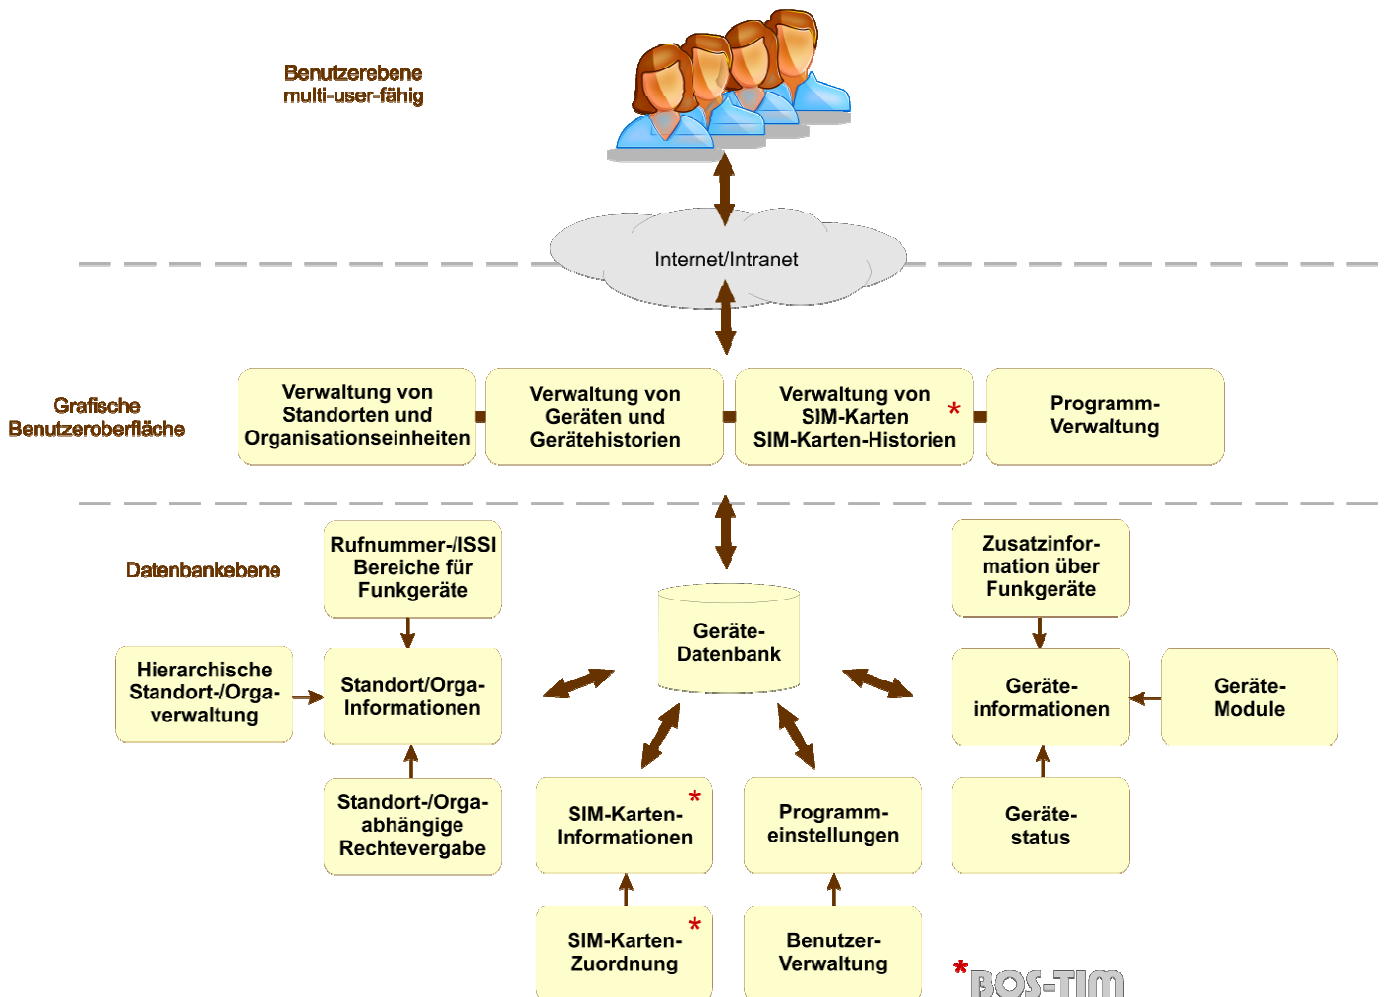 Benutzerebene
multi-user-fähig
Internet/Intranet
Grafische
Benutzeroberfläche
Verwaltung von
Standorten und
Organisationseinheiten
Verwaltung von
Geräten und
Gerätehistorien
Verwaltung von
SIM-Karten *
SIM-Karten-Historien
Programm-
Verwaltung
Datenbankebene
Rufnummer-/ISSI
Bereiche für
Funkgeräte
Hierarchische
Standort-/Orga-
verwaltung
Standort/Orga-
Informationen
Standort-/Orga-
abhängige
Rechtevergabe
Geräte-
Datenbank
Zusatzinfor-
mation über
Funkgeräte
Geräte-
informationen
Geräte-
Module
Geräte-
status
SIM-Karten- *
Informationen
Programm-
einstellungen
SIM-Karten- *
Zuordnung
Benutzer-
Verwaltung
*BOS-TIM